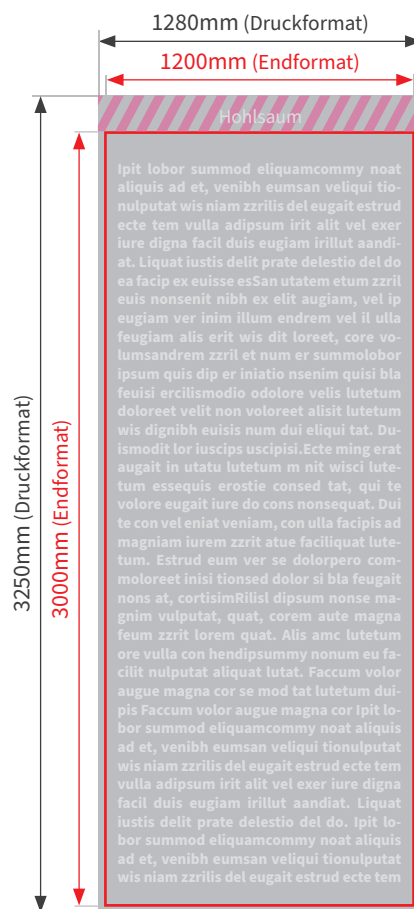 1280mm (Druckformat)
1200mm (Endformat)
Hohlsaum
3250mm (Druckformat)
3000mm (Endformat)
Ipit lobor summod eliquamcommy noat
aliquis ad et, venibh eumsan veliqui tio-
nulputat wis niam zzrilis del eugait estrud
ecte tem vulla adipsum irit alit vel exer
iure digna facil duis eugiam irillut aandi-
at. Liquat iustis delit prate delestio del do
ea facip ex euisse esSan utatem etum zzril
euis nonsenit nibh ex elit augiam, vel ip
eugiam ver inim illum endrem vel il ulla
feugiam alis erit wis dit loreet, core vo-
lumsandrem zzril et num er summolobor
ipsum quis dip er iniatio nsenim quisi bla
feuisi ercilismodio odolore velis lutetum
doloreet velit non voloreet alisit lutetum
wis dignibh euisis num dui eliqui tat. Du-
ismodit lor iuscips uscipisi.Ecte ming erat
augait in utatu lutetum m nit wisci lute-
tum essequis erostie consed tat, qui te
volore eugait iure do cons nonsequat. Dui
te con vel eniat veniam, con ulla facipis ad
magniam iurem zzrit atue faciliquat lute-
tum. Estrud eum ver se dolorpero com-
moloreet inisi tionsed dolor si bla feugait
nons at, cortisimRilisl dipsum nonse ma-
gnim vulputat, quat, corem aute magna
feum zzrit lorem quat. Alis amc lutetum
ore vulla con hendipsummy nonum eu fa-
cilit nulputat aliquat lutat. Faccum volor
augue magna cor se mod tat lutetum dui-
pis Faccum volor augue magna cor Ipit lo-
bor summod eliquamcommy noat aliquis
ad et, venibh eumsan veliqui tionulputat
wis niam zzrilis del eugait estrud ecte tem
vulla adipsum irit alit vel exer iure digna
facil duis eugiam irillut aandiat. Liquat
iustis delit prate delestio del do. Ipit lo-
bor summod eliquamcommy noat aliquis
ad et, venibh eumsan veliqui tionulputat
wis niam zzrilis del eugait estrud ecte tem